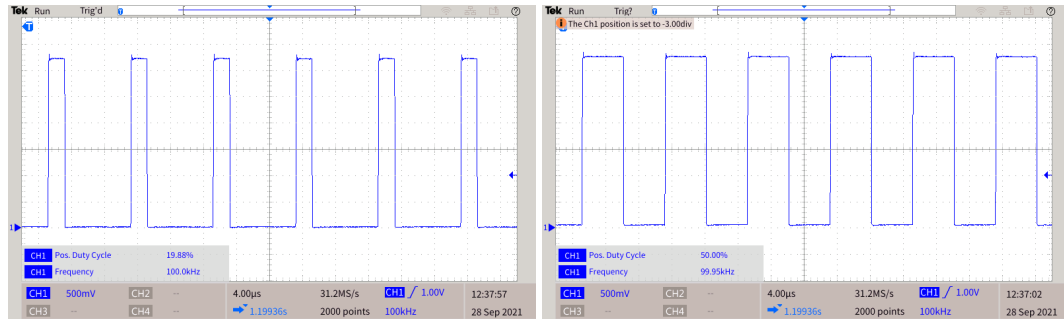 Tek Run Trig'd
T
1
CH1 Pos. Duty Cycle 19.88%
CH1 Frequency 100.0kHz
CH1 500mV CH2 -- 4.00µs 31.2MS/s CH1 1.00V 12:37:57
CH3 -- CH4 -- 1.19936s 2000 points 100kHz 28 Sep 2021
Tek Run Trig?
i The Ch1 position is set to -3.00div
1
CH1 Pos. Duty Cycle 50.00%
CH1 Frequency 99.95kHz
CH1 500mV CH2 -- 4.00µs 31.2MS/s CH1 1.00V 12:37:02
CH3 -- CH4 -- 1.19936s 2000 points 100kHz 28 Sep 2021